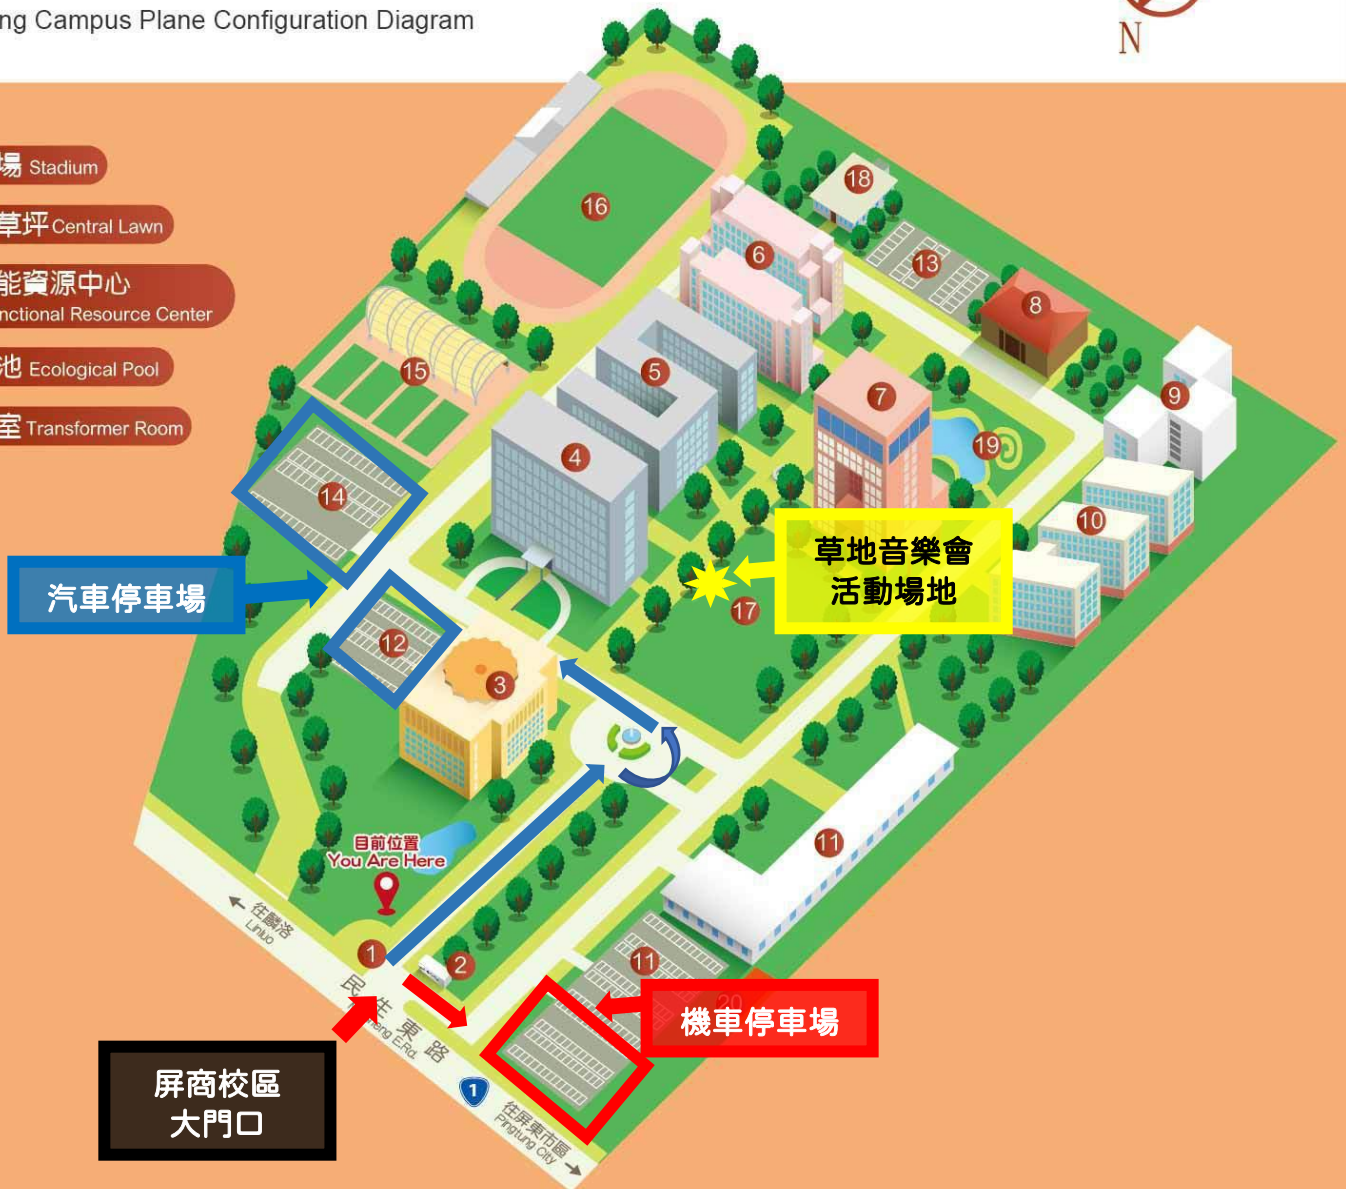 ng Campus Plane Configuration Diagram
N
場 Stadium
草坪 Central Lawn
能資源中心
nctional Resource Center
池 Ecological Pool
室 Transformer Room
16
18
6
13
8
15
5
7
9
4
19
14
10
草地音樂會
活動場地
汽車停車場
17
12
3
目前位置
You Are Here
11
往麟洛
Linluo
1
2
11
20
機車停車場
民生東路
heng E.Rd.
屏商校區
大門口
1
往屏東市區
Pingtung City